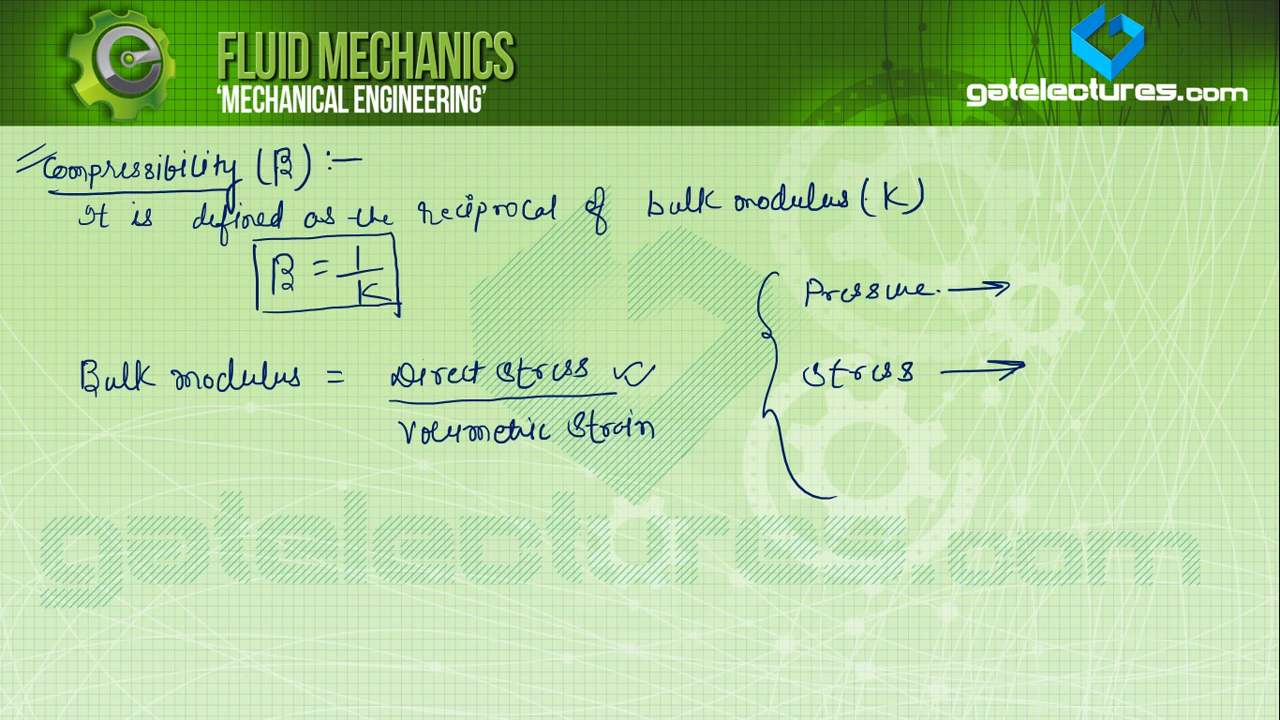 FLUID MECHANICS
'MECHANICAL ENGINEERING'
gatelectures.com
Compressibility (β) :-
It is defined as the reciprocal of bulk modulus (K)
β = 1/K
Pressure. →
Bulk modulus = Direct stress / Volumetric strain
Stress →
gatelectures.com